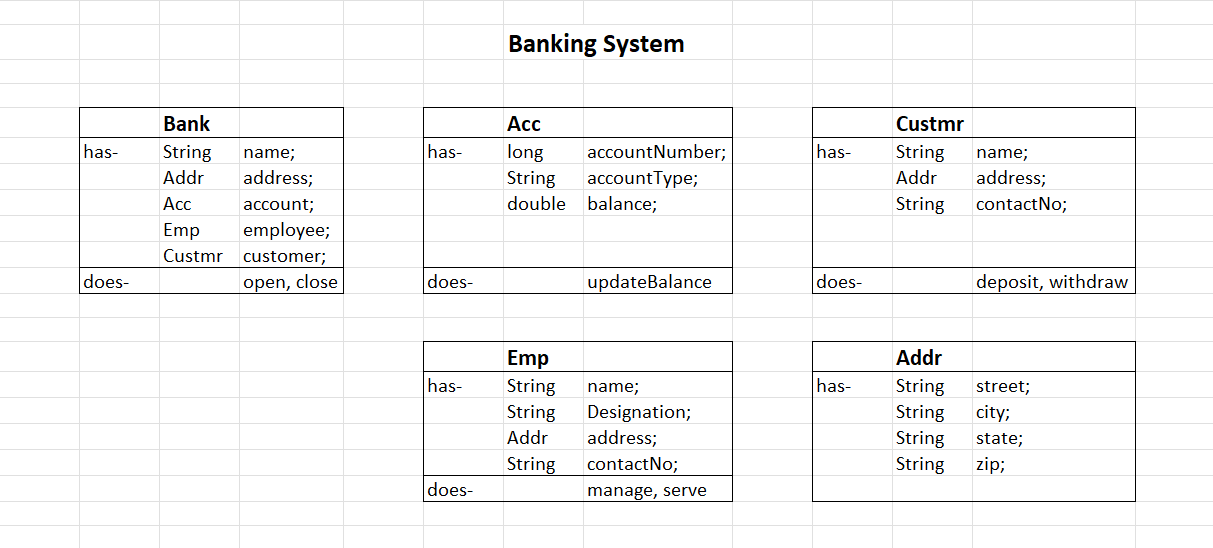 Banking System
Bank
has- String name;
Addr address;
Acc account;
Emp employee;
Custmr customer;
does- open, close
Acc
has- long accountNumber;
String accountType;
double balance;
does- updateBalance
Custmr
has- String name;
Addr address;
String contactNo;
does- deposit, withdraw
Emp
has- String name;
String Designation;
Addr address;
String contactNo;
does- manage, serve
Addr
has- String street;
String city;
String state;
String zip;